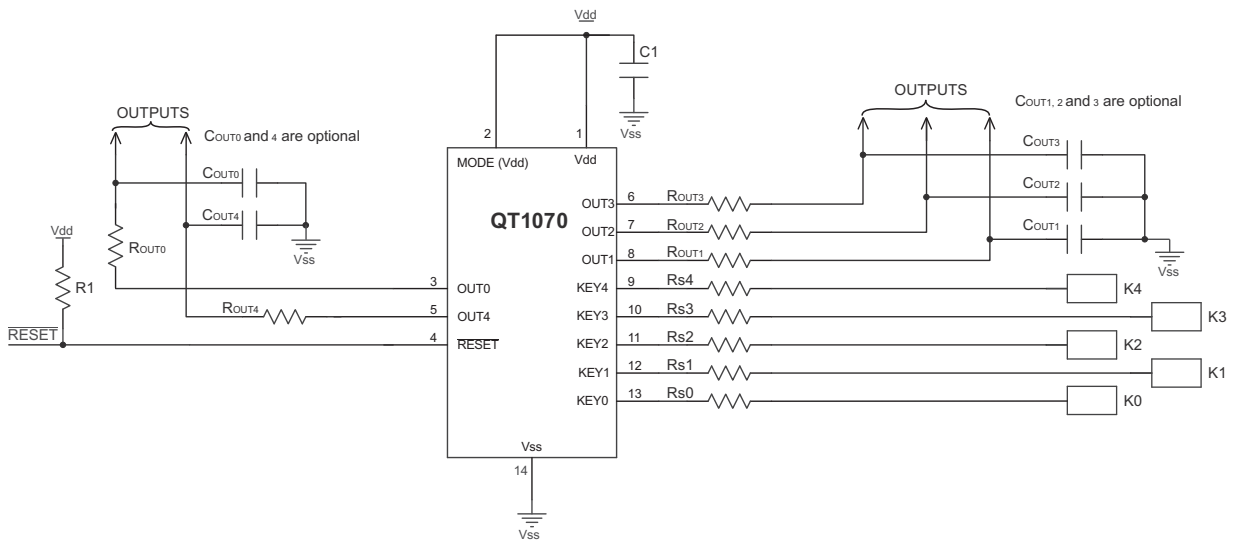 Vdd
C1
Vss
OUTPUTS
COUT0 and 4 are optional
COUT0
COUT4
Vss
ROUT0
Vdd
R1
ROUT4
RESET
2
1
MODE (Vdd)
Vdd
QT1070
3
OUT0
5
OUT4
4
RESET
OUT3
6
ROUT3
OUT2
7
ROUT2
OUT1
8
ROUT1
KEY4
9
Rs4
K4
KEY3
10
Rs3
K3
KEY2
11
Rs2
K2
KEY1
12
Rs1
K1
KEY0
13
Rs0
K0
OUTPUTS
COUT1, 2 and 3 are optional
COUT3
COUT2
COUT1
Vss
Vss
14
Vss